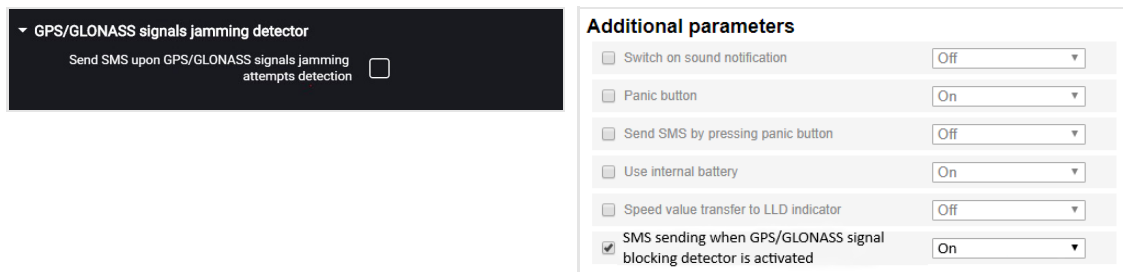 GPS/GLONASS signals jamming detector
Send SMS upon GPS/GLONASS signals jamming
attempts detection
Additional parameters
Switch on sound notification Off
Panic button On
Send SMS by pressing panic button Off
Use internal battery On
Speed value transfer to LLD indicator Off
SMS sending when GPS/GLONASS signal
blocking detector is activated On